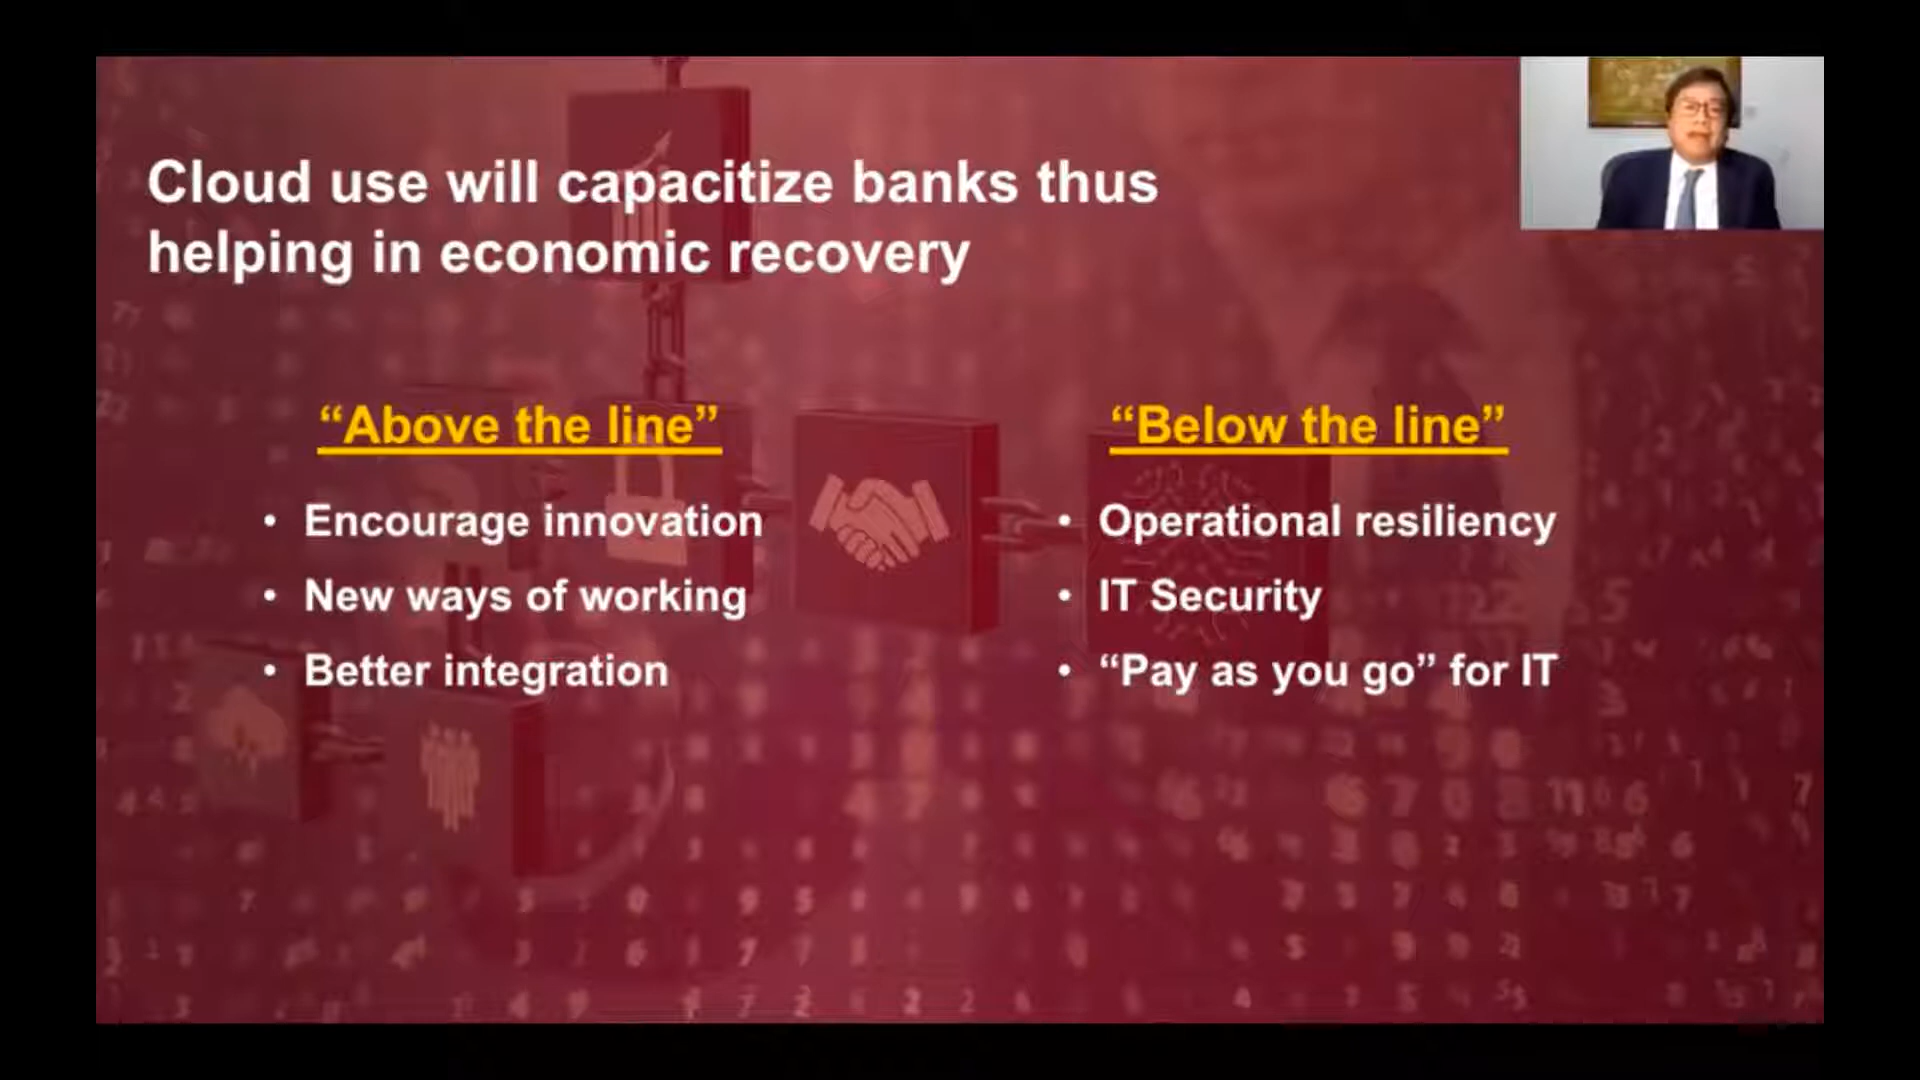 Cloud use will capacitize banks thus
helping in economic recovery
“Above the line”
• Encourage innovation
• New ways of working
• Better integration
“Below the line”
• Operational resiliency
• IT Security
• “Pay as you go” for IT